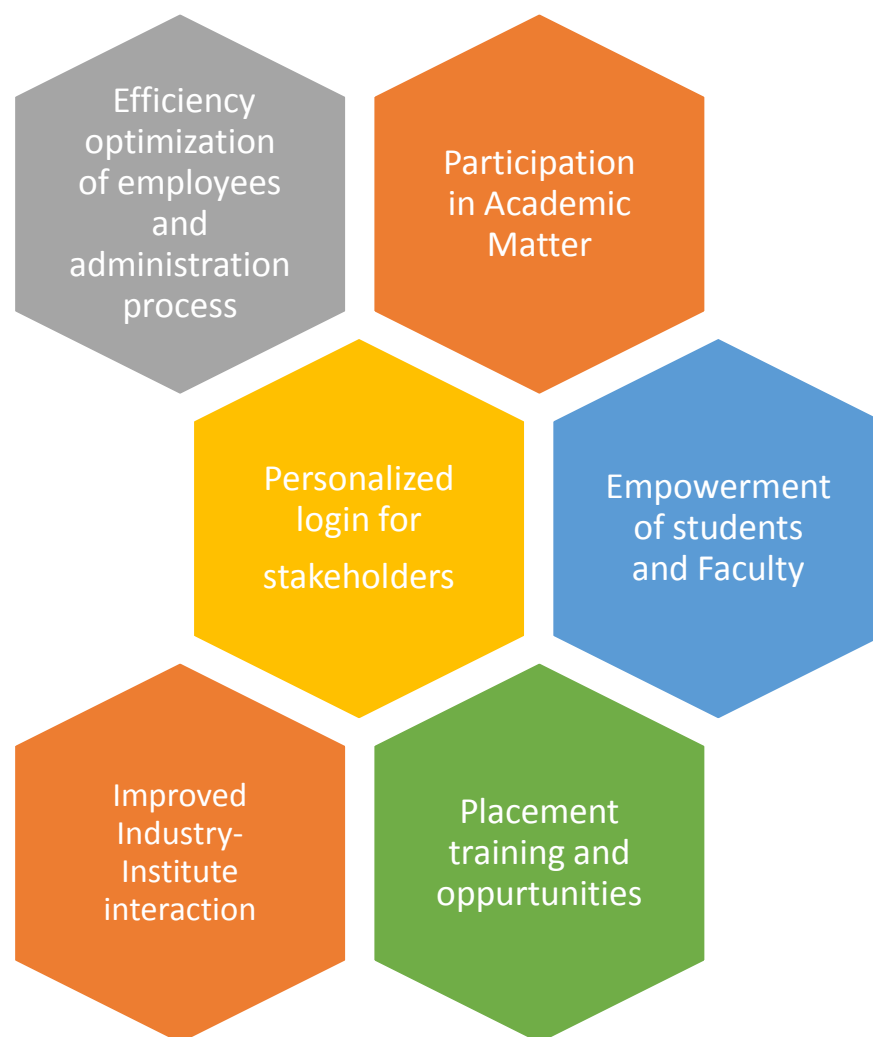 Efficiency
optimization
of employees
and
administration
process
Participation
in Academic
Matter
Personalized
login for
stakeholders
Empowerment
of students
and Faculty
Improved
Industry-
Institute
interaction
Placement
training and
oppurtunities